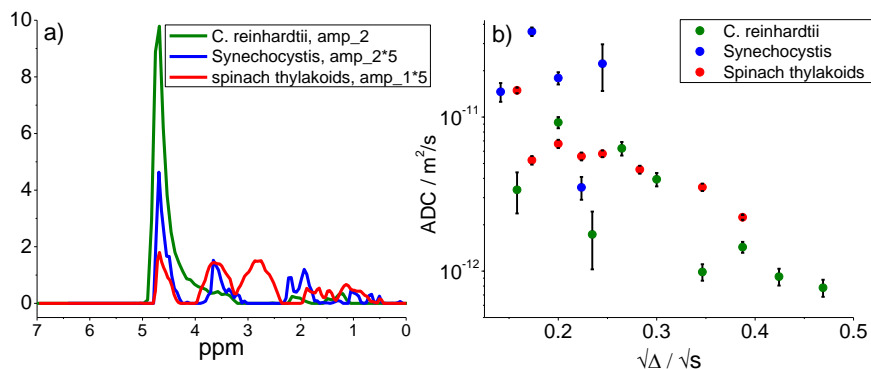 a)
C. reinhardtii, amp_2
Synechocystis, amp_2*5
spinach thylakoids, amp_1*5
10
8
6
4
2
0
7 6 5 4 3 2 1 0
ppm
b)
C. reinhardtii
Synechocystis
Spinach thylakoids
ADC / m²/s
10⁻¹¹
10⁻¹²
0.2 0.3 0.4 0.5
√Δ / √s